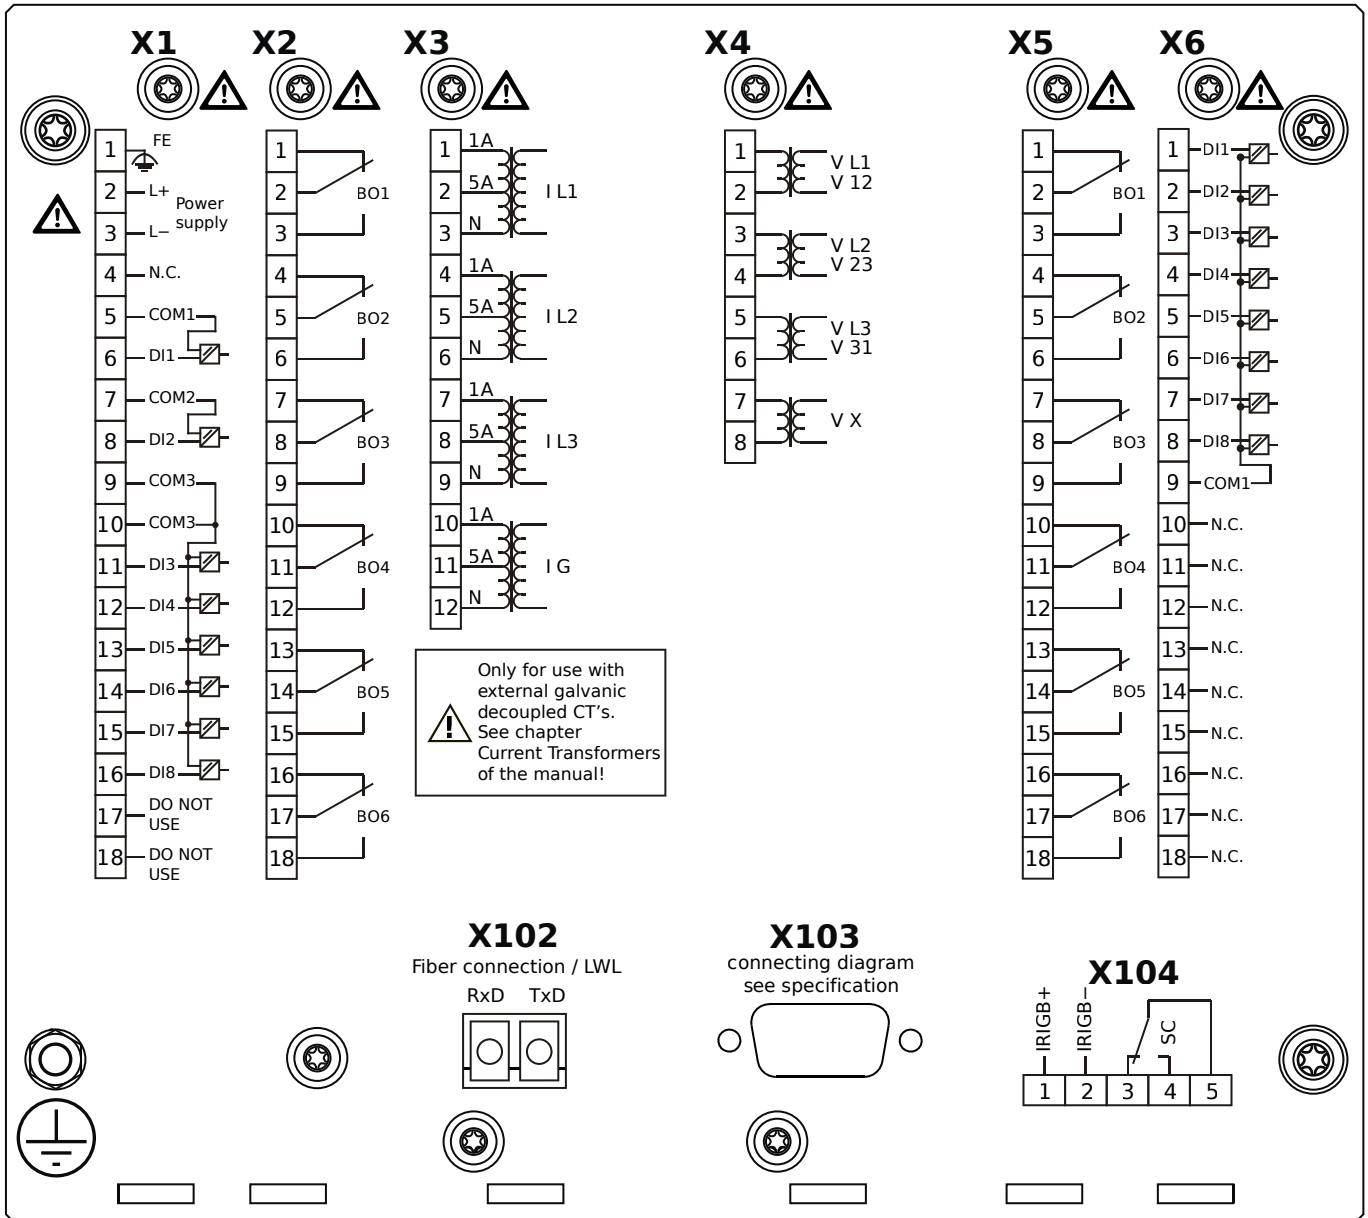 X1
X2
X3
X4
X5
X6
1 FE
2 L+
Power
supply
3 L−
4 N.C.
5 COM1
6 DI1
7 COM2
8 DI2
9 COM3
10 COM3
11 DI3
12 DI4
13 DI5
14 DI6
15 DI7
16 DI8
17 DO NOT
USE
18 DO NOT
USE
1
2 BO1
3
4
5 BO2
6
7
8 BO3
9
10
11 BO4
12
13
14 BO5
15
16
17 BO6
18
1 1A
2 5A I L1
3 N
4 1A
5 5A I L2
6 N
7 1A
8 5A I L3
9 N
10 1A
11 5A I G
12 N
Only for use with
external galvanic
decoupled CT's.
See chapter
Current Transformers
of the manual!
1 V L1
2 V 12
3 V L2
4 V 23
5 V L3
6 V 31
7 V X
8
1
2 BO1
3
4
5 BO2
6
7
8 BO3
9
10
11 BO4
12
13
14 BO5
15
16
17 BO6
18
1 DI1
2 DI2
3 DI3
4 DI4
5 DI5
6 DI6
7 DI7
8 DI8
9 COM1
10 N.C.
11 N.C.
12 N.C.
13 N.C.
14 N.C.
15 N.C.
16 N.C.
17 N.C.
18 N.C.
X102
Fiber connection / LWL
RxD TxD
X103
connecting diagram
see specification
X104
IRIGB+
IRIGB−
SC
1 2 3 4 5